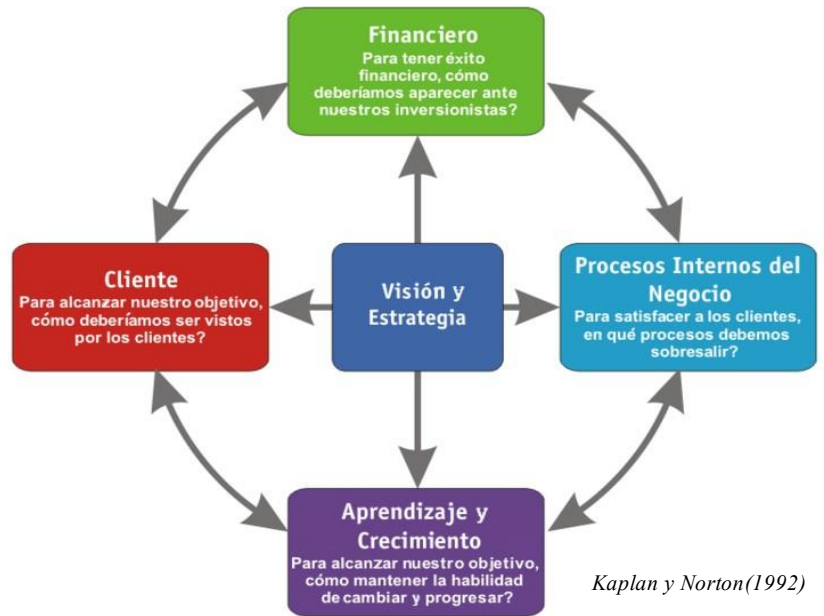 Financiero
Para tener éxito
financiero, cómo
deberíamos aparecer ante
nuestros inversionistas?
Cliente
Para alcanzar nuestro objetivo,
cómo deberíamos ser vistos
por los clientes?
Visión y
Estrategia
Procesos Internos del
Negocio
Para satisfacer a los clientes,
en qué procesos debemos
sobresalir?
Aprendizaje y
Crecimiento
Para alcanzar nuestro objetivo,
cómo mantener la habilidad
de cambiar y progresar?
Kaplan y Norton(1992)